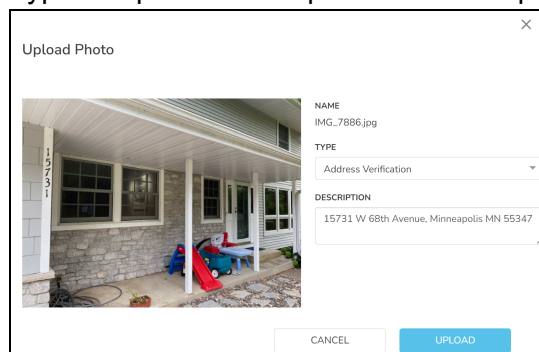 Upload Photo
15731
NAME
IMG_7886.jpg
TYPE
Address Verification
DESCRIPTION
15731 W 68th Avenue, Minneapolis MN 55347
CANCEL
UPLOAD